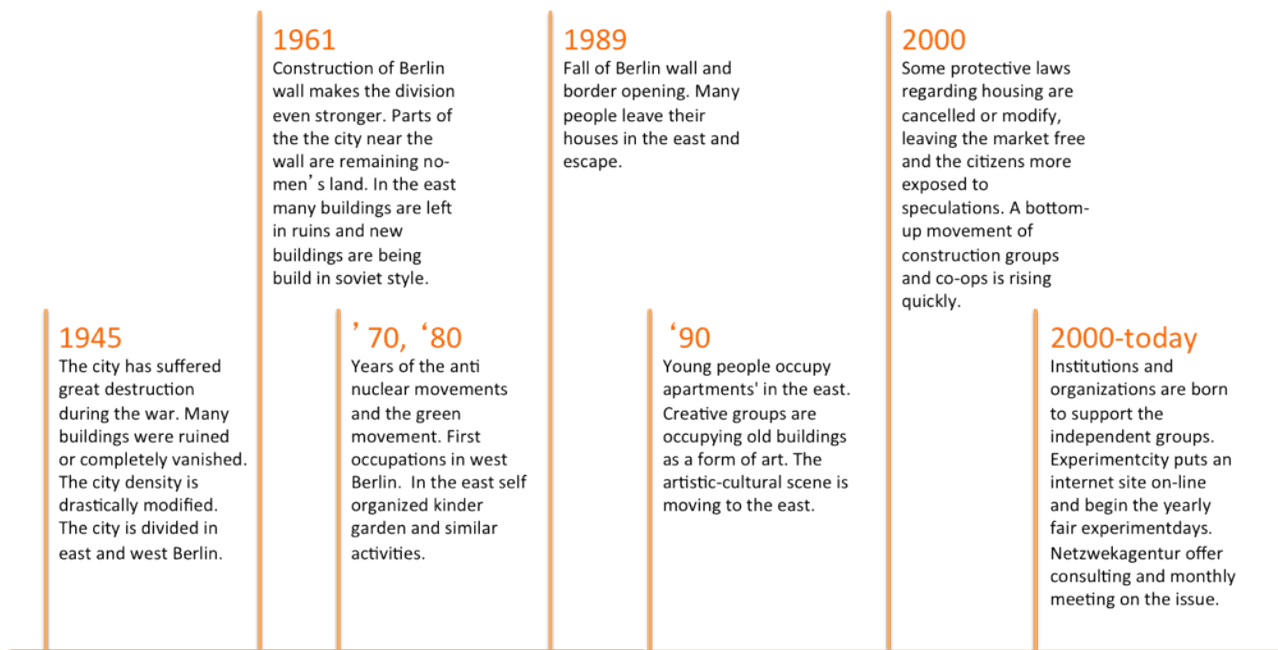 1961
Construction of Berlin
wall makes the division
even stronger. Parts of
the the city near the
wall are remaining no-
men’s land. In the east
many buildings are left
in ruins and new
buildings are being
build in soviet style.
1989
Fall of Berlin wall and
border opening. Many
people leave their
houses in the east and
escape.
2000
Some protective laws
regarding housing are
cancelled or modify,
leaving the market free
and the citizens more
exposed to
speculations. A bottom-
up movement of
construction groups
and co-ops is rising
quickly.
1945
The city has suffered
great destruction
during the war. Many
buildings were ruined
or completely vanished.
The city density is
drastically modified.
The city is divided in
east and west Berlin.
’70, ‘80
Years of the anti
nuclear movements
and the green
movement. First
occupations in west
Berlin.  In the east self
organized kinder
garden and similar
activities.
‘90
Young people occupy
apartments' in the east.
Creative groups are
occupying old buildings
as a form of art. The
artistic-cultural scene is
moving to the east.
2000-today
Institutions and
organizations are born
to support the
independent groups.
Experimentcity puts an
internet site on-line
and begin the yearly
fair experimentdays.
Netzwekagentur offer
consulting and monthly
meeting on the issue.